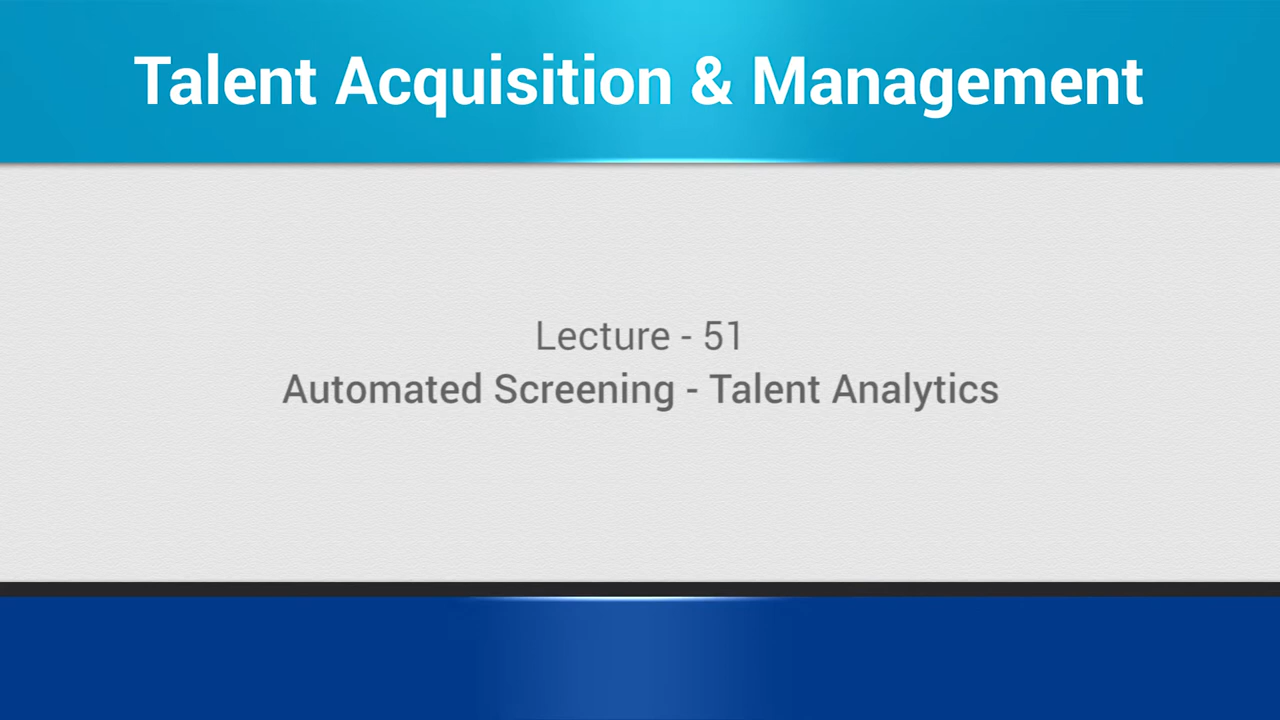 Talent Acquisition & Management
Lecture - 51
Automated Screening - Talent Analytics